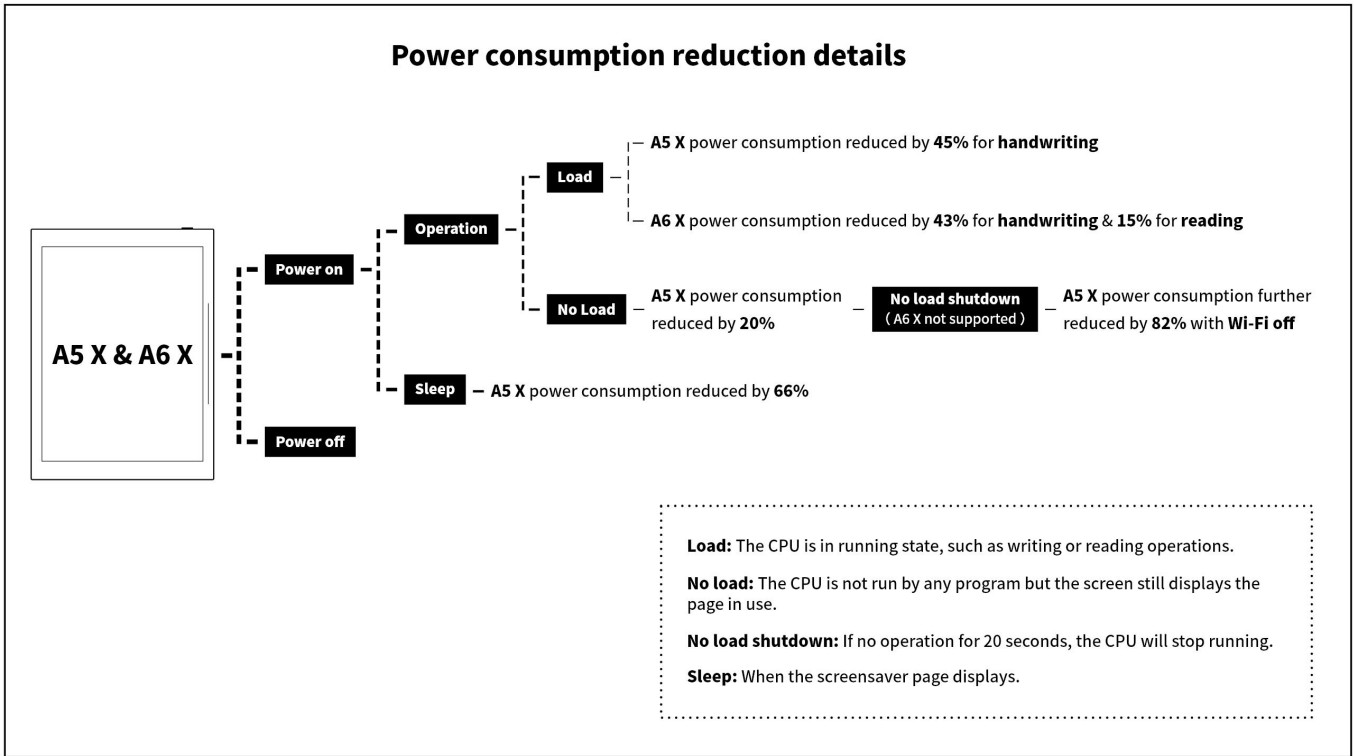 Power consumption reduction details
A5 X & A6 X
Power on
Operation
Load
A5 X power consumption reduced by 45% for handwriting
A6 X power consumption reduced by 43% for handwriting & 15% for reading
No Load
A5 X power consumption
reduced by 20%
No load shutdown
( A6 X not supported )
A5 X power consumption further
reduced by 82% with Wi-Fi off
Sleep
A5 X power consumption reduced by 66%
Power off
Load: The CPU is in running state, such as writing or reading operations.
No load: The CPU is not run by any program but the screen still displays the
page in use.
No load shutdown: If no operation for 20 seconds, the CPU will stop running.
Sleep: When the screensaver page displays.